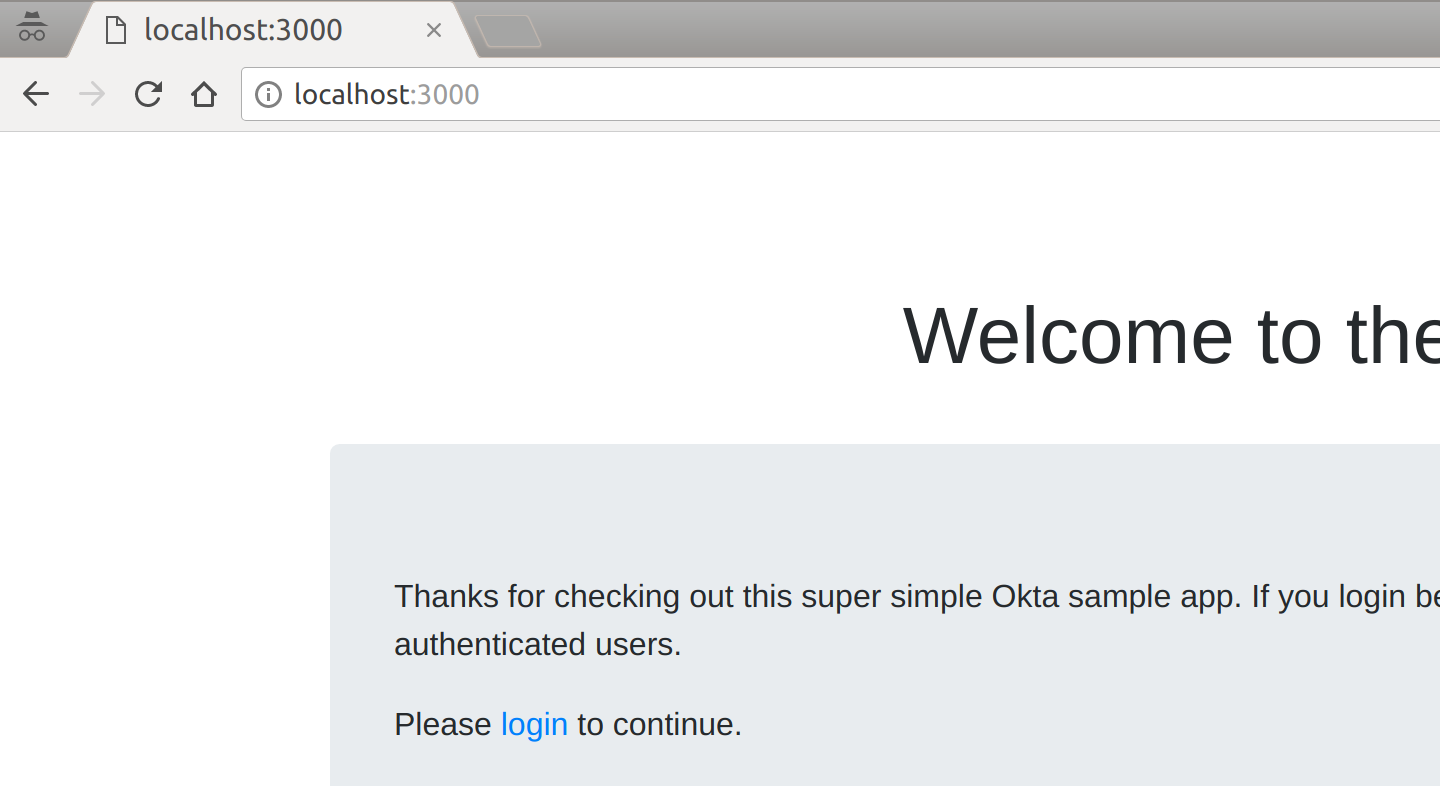 localhost:3000
localhost:3000
Welcome to the
Thanks for checking out this super simple Okta sample app. If you login be
authenticated users.
Please login to continue.